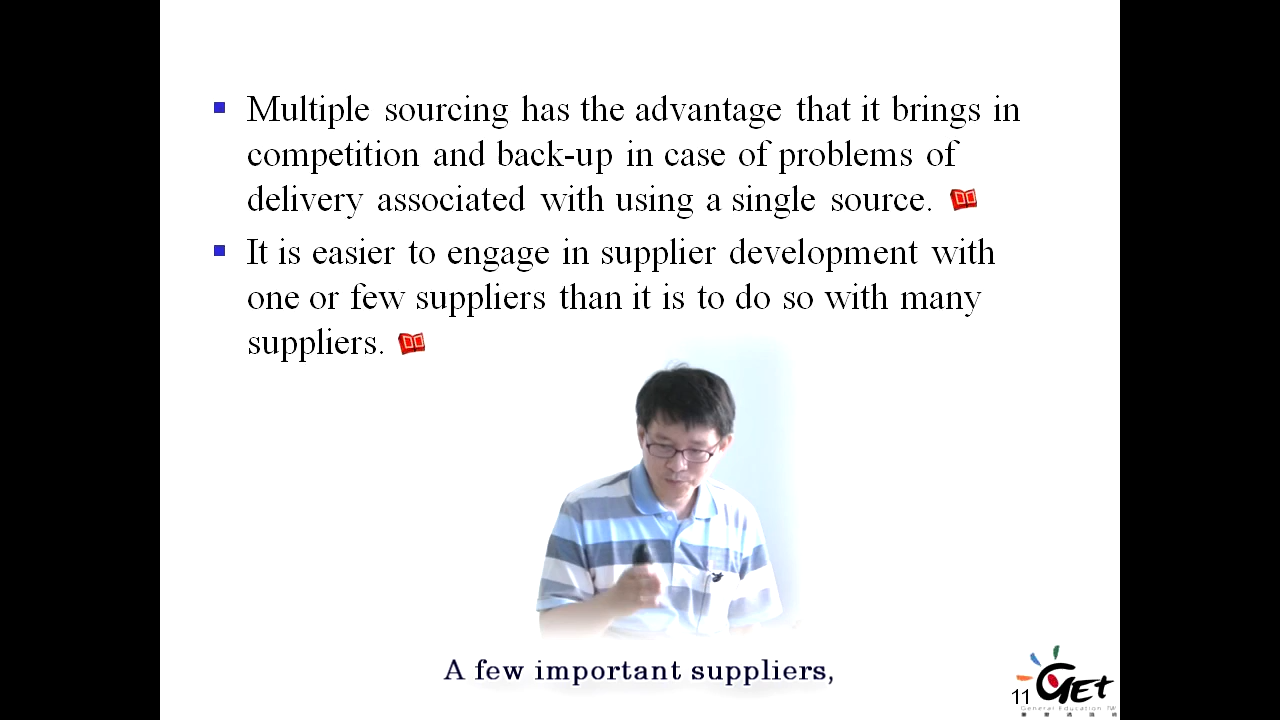 Multiple sourcing has the advantage that it brings in
competition and back-up in case of problems of
delivery associated with using a single source.
It is easier to engage in supplier development with
one or few suppliers than it is to do so with many
suppliers.
A few important suppliers,
11 GET
General Education TW